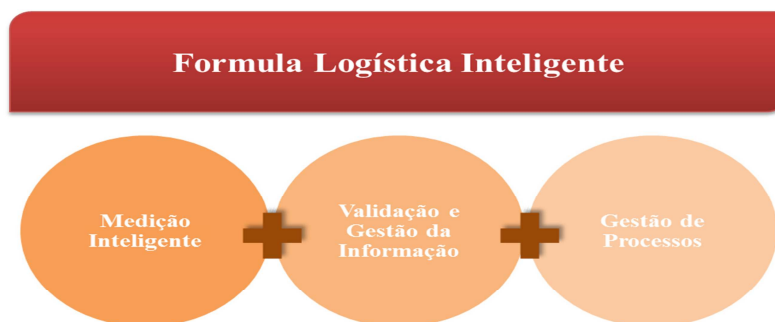 Formula Logística Inteligente
Medição
Inteligente
Validação e
Gestão da
Informação
Gestão de
Processos